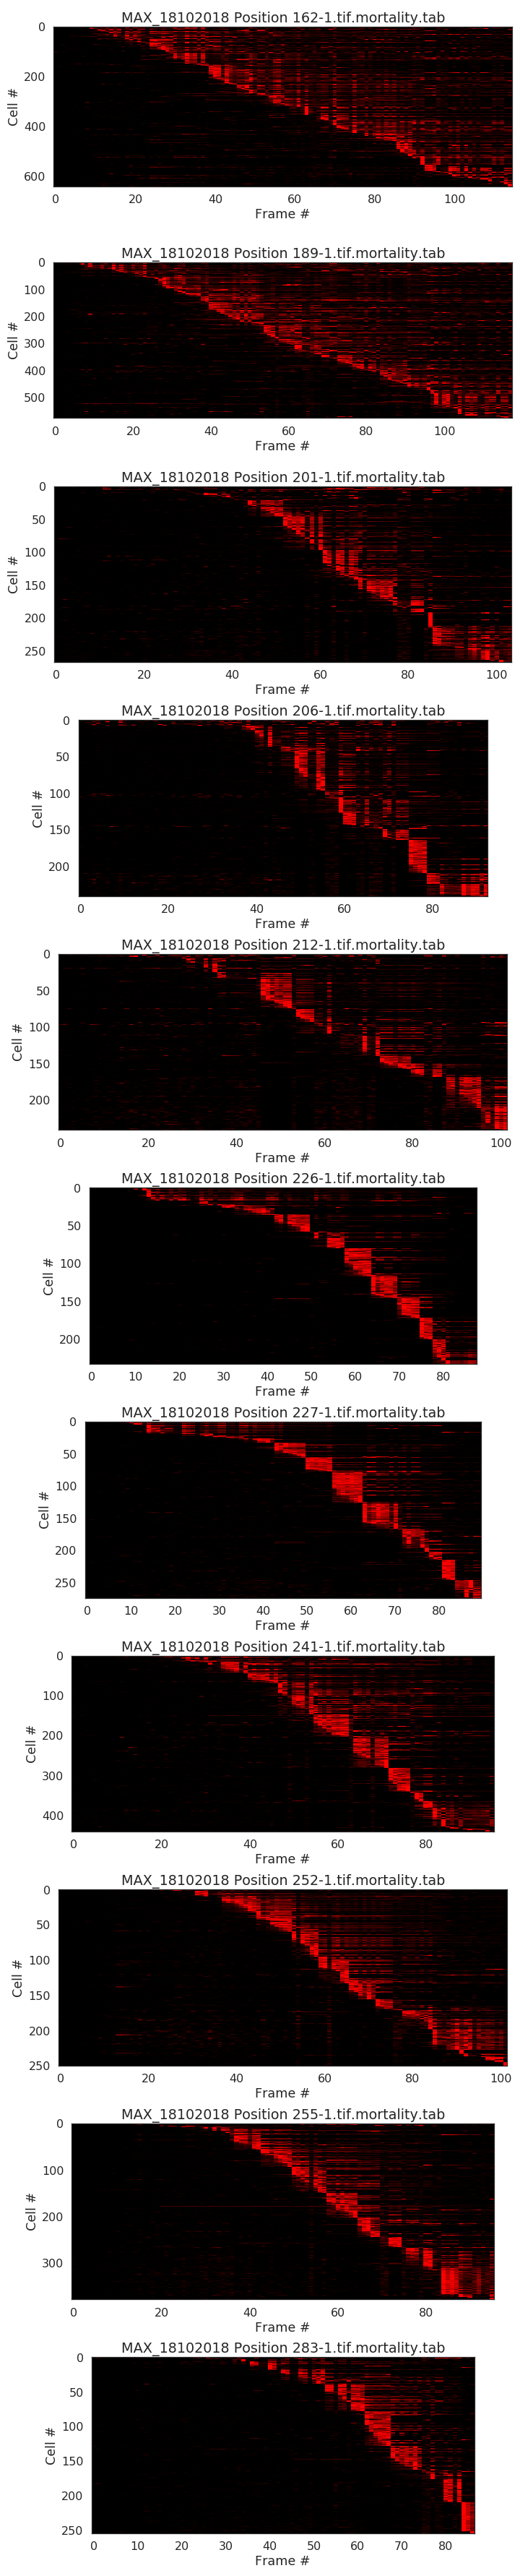 MAX_18102018 Position 162-1.tif.mortality.tab
0
200
400
600
Cell #
0 20 40 60 80 100
Frame #
MAX_18102018 Position 189-1.tif.mortality.tab
0
100
200
300
400
500
Cell #
0 20 40 60 80 100
Frame #
MAX_18102018 Position 201-1.tif.mortality.tab
0
50
100
150
200
250
Cell #
0 20 40 60 80 100
Frame #
MAX_18102018 Position 206-1.tif.mortality.tab
0
50
100
150
200
Cell #
0 20 40 60 80
Frame #
MAX_18102018 Position 212-1.tif.mortality.tab
0
50
100
150
200
Cell #
0 20 40 60 80 100
Frame #
MAX_18102018 Position 226-1.tif.mortality.tab
0
50
100
150
200
Cell #
0 10 20 30 40 50 60 70 80
Frame #
MAX_18102018 Position 227-1.tif.mortality.tab
0
50
100
150
200
250
Cell #
0 10 20 30 40 50 60 70 80
Frame #
MAX_18102018 Position 241-1.tif.mortality.tab
0
100
200
300
400
Cell #
0 20 40 60 80
Frame #
MAX_18102018 Position 252-1.tif.mortality.tab
0
50
100
150
200
250
Cell #
0 20 40 60 80 100
Frame #
MAX_18102018 Position 255-1.tif.mortality.tab
0
100
200
300
Cell #
0 20 40 60 80
Frame #
MAX_18102018 Position 283-1.tif.mortality.tab
0
50
100
150
200
250
Cell #
0 10 20 30 40 50 60 70 80
Frame #